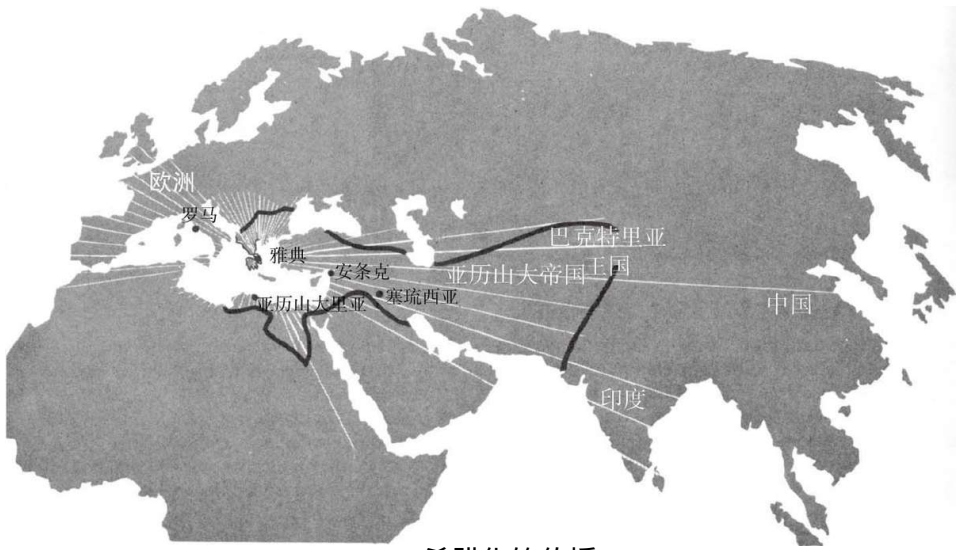 欧洲
罗马
雅典
巴克特里亚
王国
安条克
亚历山大帝国
塞琉西亚
亚历山大里亚
中国
印度